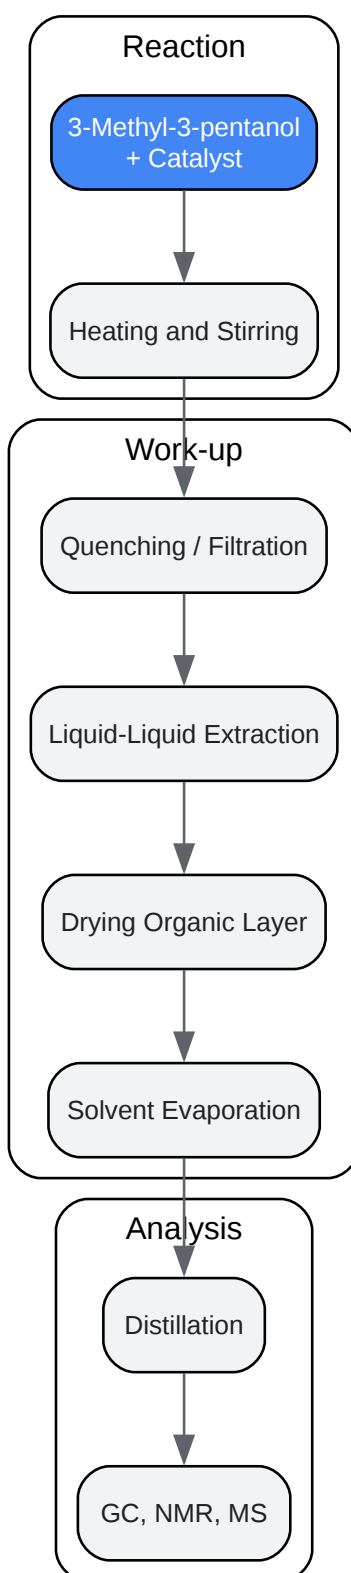 Reaction
3-Methyl-3-pentanol
+ Catalyst
Heating and Stirring
Work-up
Quenching / Filtration
Liquid-Liquid Extraction
Drying Organic Layer
Solvent Evaporation
Analysis
Distillation
GC, NMR, MS